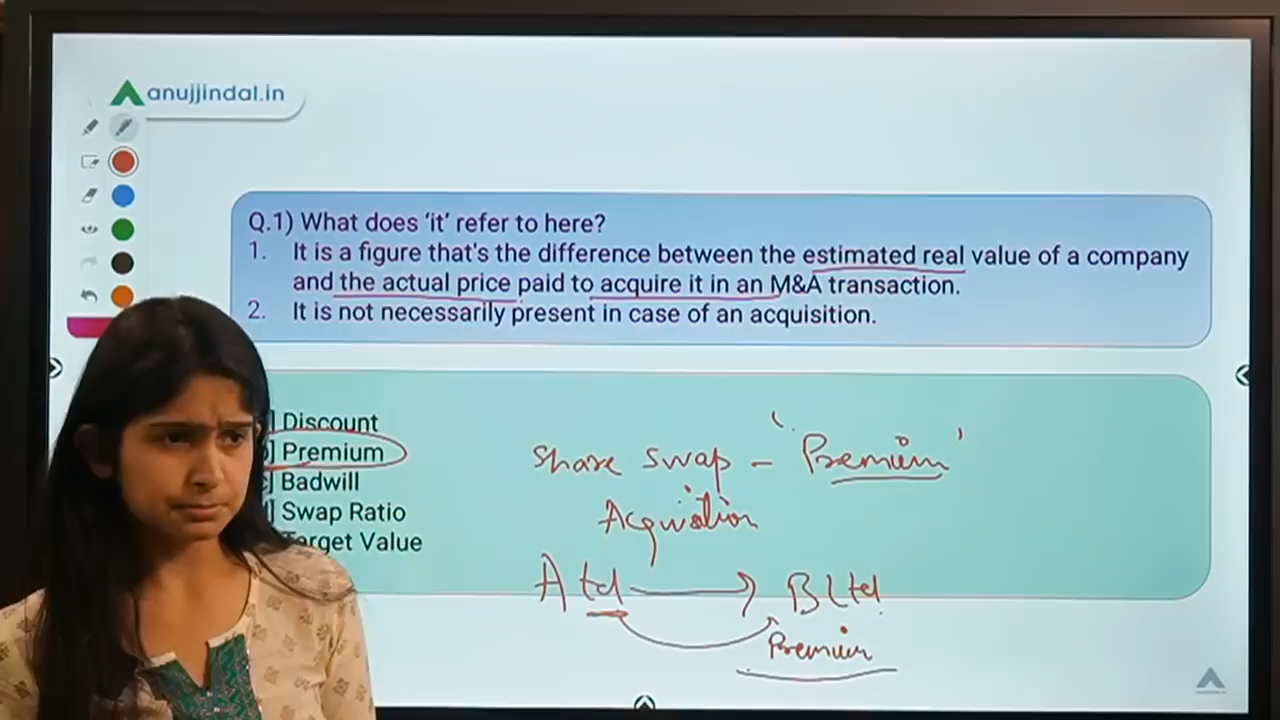 anujjindal.in
Q.1) What does 'it' refer to here?
1. It is a figure that's the difference between the estimated real value of a company
and the actual price paid to acquire it in an M&A transaction.
2. It is not necessarily present in case of an acquisition.
] Discount
] Premium
] Badwill
] Swap Ratio
Target Value
Share swap - 'Premium'
Acquisition
A td → B Ltd
Premium